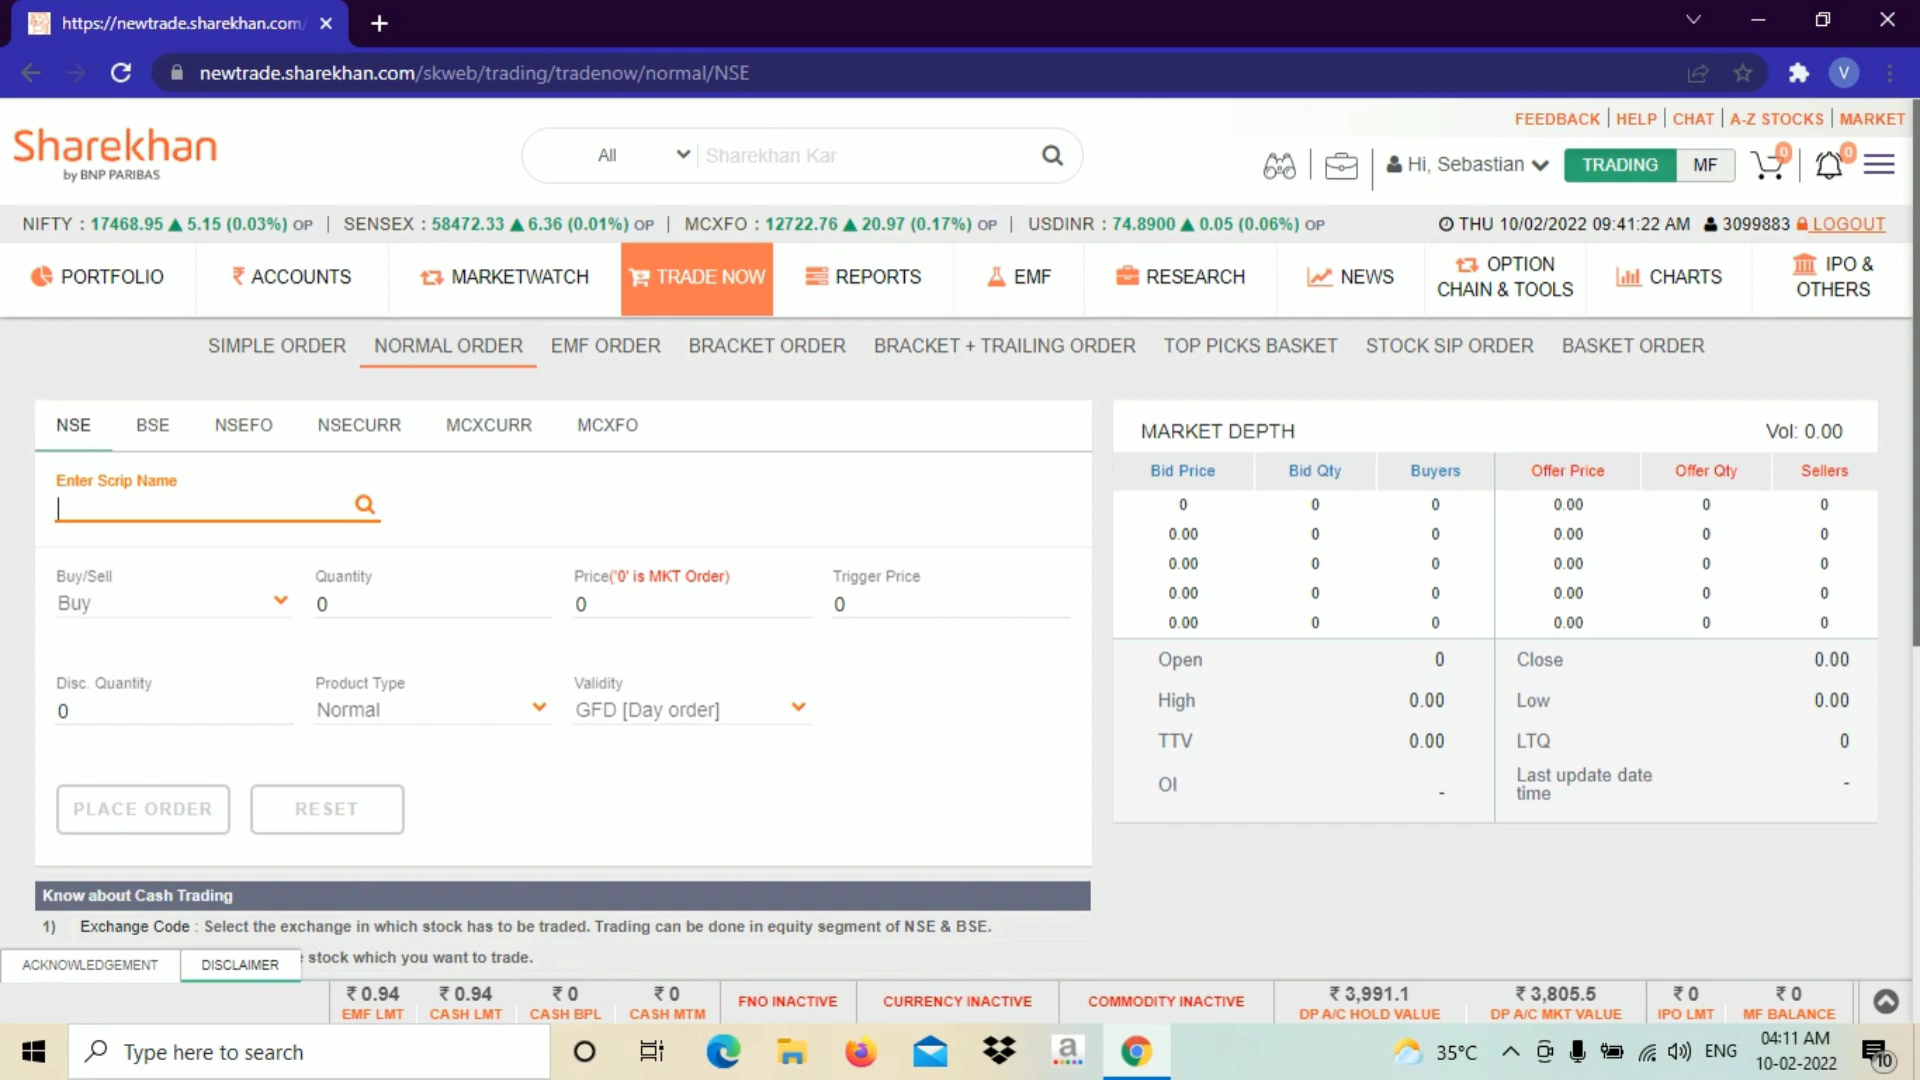 https://newtrade.sharekhan.com/
newtrade.sharekhan.com/skweb/trading/tradenow/normal/NSE
V
FEEDBACK | HELP | CHAT | A-Z STOCKS | MARKET
Sharekhan
by BNP PARIBAS
All
Sharekhan Kar
Hi, Sebastian
TRADING
MF
0
0
NIFTY : 17468.95 ▲ 5.15 (0.03%) OP | SENSEX : 58472.33 ▲ 6.36 (0.01%) OP | MCXFO : 12722.76 ▲ 20.97 (0.17%) OP | USDINR : 74.8900 ▲ 0.05 (0.06%) OP
THU 10/02/2022 09:41:22 AM 3099883 LOGOUT
PORTFOLIO
₹ ACCOUNTS
MARKETWATCH
TRADE NOW
REPORTS
EMF
RESEARCH
NEWS
OPTION
CHAIN & TOOLS
CHARTS
IPO &
OTHERS
SIMPLE ORDER
NORMAL ORDER
EMF ORDER
BRACKET ORDER
BRACKET + TRAILING ORDER
TOP PICKS BASKET
STOCK SIP ORDER
BASKET ORDER
NSE
BSE
NSEFO
NSECURR
MCXCURR
MCXFO
Enter Scrip Name
Buy/Sell
Buy
Quantity
0
Price('0' is MKT Order)
0
Trigger Price
0
Disc. Quantity
0
Product Type
Normal
Validity
GFD [Day order]
PLACE ORDER
RESET
MARKET DEPTH
Vol: 0.00
Bid Price Bid Qty Buyers Offer Price Offer Qty Sellers
0 0 0 0.00 0 0
0.00 0 0 0.00 0 0
0.00 0 0 0.00 0 0
0.00 0 0 0.00 0 0
0.00 0 0 0.00 0 0
Open 0 Close 0.00
High 0.00 Low 0.00
TTV 0.00 LTQ 0
OI - Last update date
time -
Know about Cash Trading
1) Exchange Code : Select the exchange in which stock has to be traded. Trading can be done in equity segment of NSE & BSE.
stock which you want to trade.
ACKNOWLEDGEMENT
DISCLAIMER
₹ 0.94
EMF LMT
₹ 0.94
CASH LMT
₹ 0
CASH BPL
₹ 0
CASH MTM
FNO INACTIVE
CURRENCY INACTIVE
COMMODITY INACTIVE
₹ 3,991.1
DP A/C HOLD VALUE
₹ 3,805.5
DP A/C MKT VALUE
₹ 0
IPO LMT
₹ 0
MF BALANCE
Type here to search
a
35°C
ENG
04:11 AM
10-02-2022
10